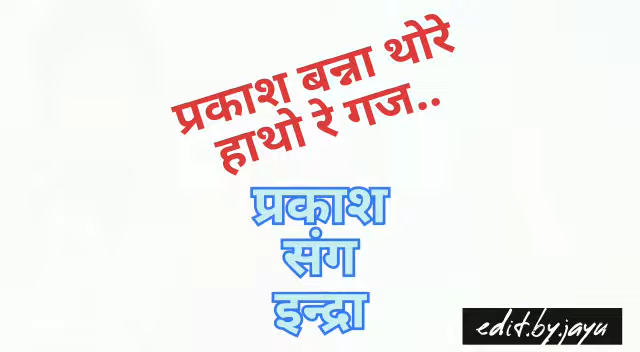 प्रकाश बन्ना थोरे
हाथो रे गज..
प्रकाश
संग
इन्द्रा
edit.by.jayu